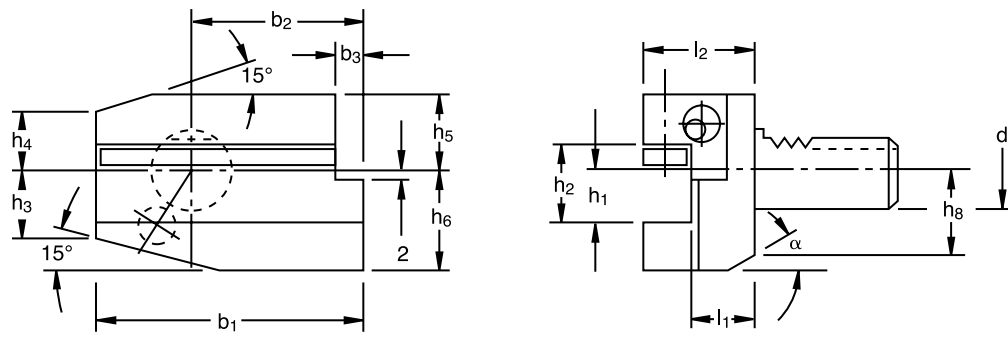 b₂
b₃
15°
h₄
h₅
h₃
h₆
15°
2
b₁
l₂
h₂
h₁
d
h₈
α
l₁